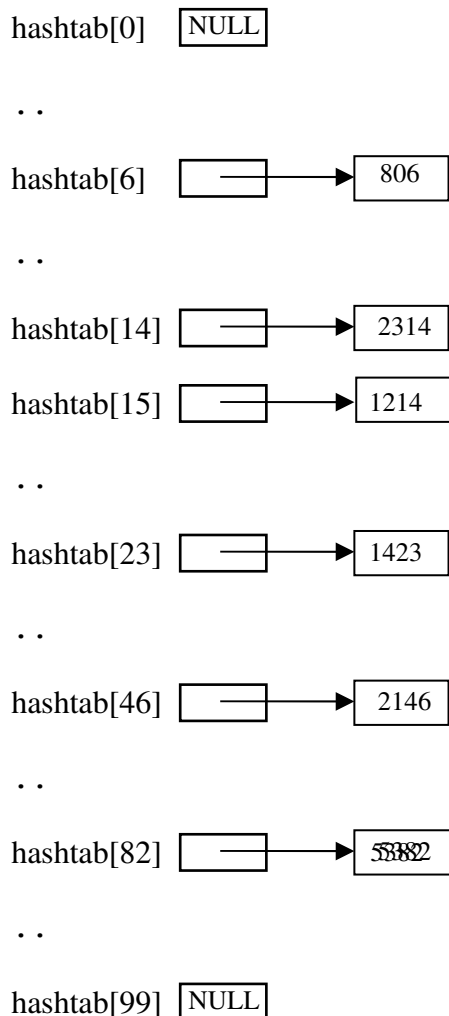 hashtab[0] NULL
. .
hashtab[6] 806
. .
hashtab[14] 2314
hashtab[15] 1214
. .
hashtab[23] 1423
. .
hashtab[46] 2146
. .
hashtab[82] 5382
. .
hashtab[99] NULL